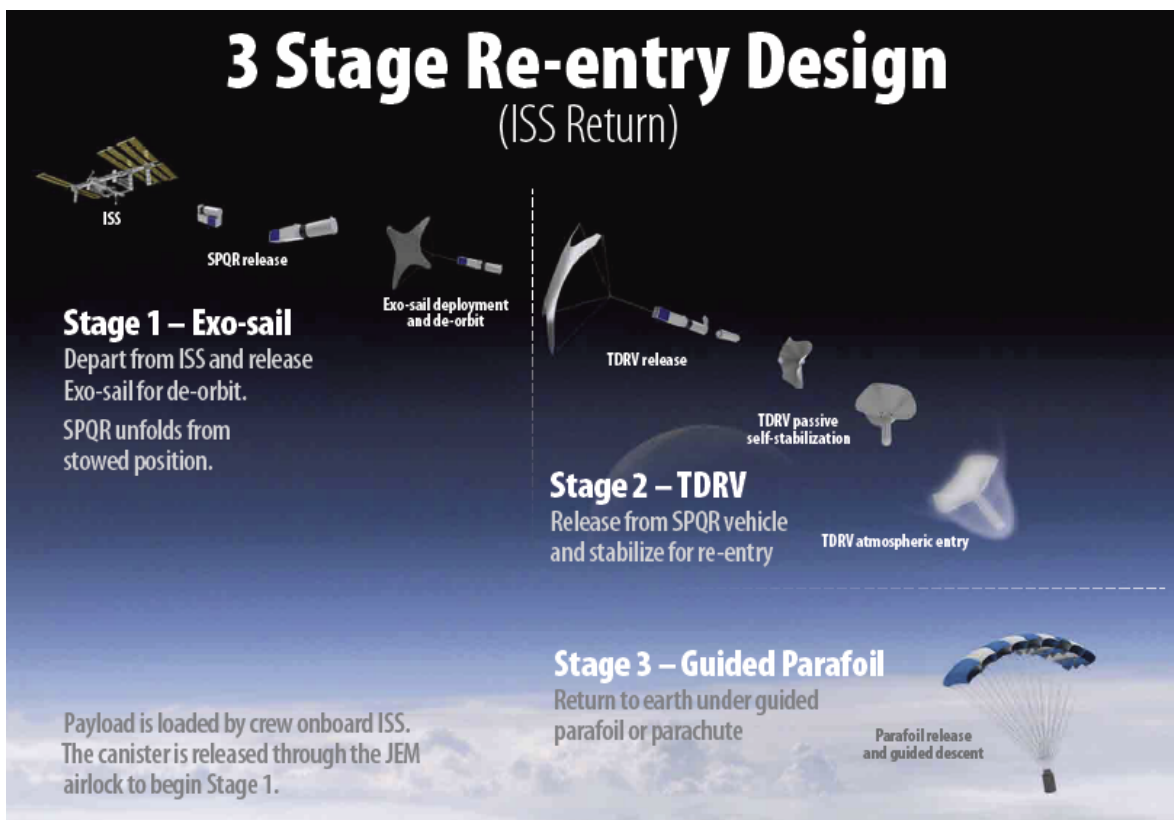 3 Stage Re-entry Design
(ISS Return)
ISS
SPQR release
Exo-sail deployment
and de-orbit
Stage 1 – Exo-sail
Depart from ISS and release
Exo-sail for de-orbit.
SPQR unfolds from
stowed position.
TDRV release
TDRV passive
self-stabilization
Stage 2 – TDRV
Release from SPQR vehicle
and stabilize for re-entry
TDRV atmospheric entry
Stage 3 – Guided Parafoil
Return to earth under guided
parafoil or parachute
Parafoil release
and guided descent
Payload is loaded by crew onboard ISS.
The canister is released through the JEM
airlock to begin Stage 1.